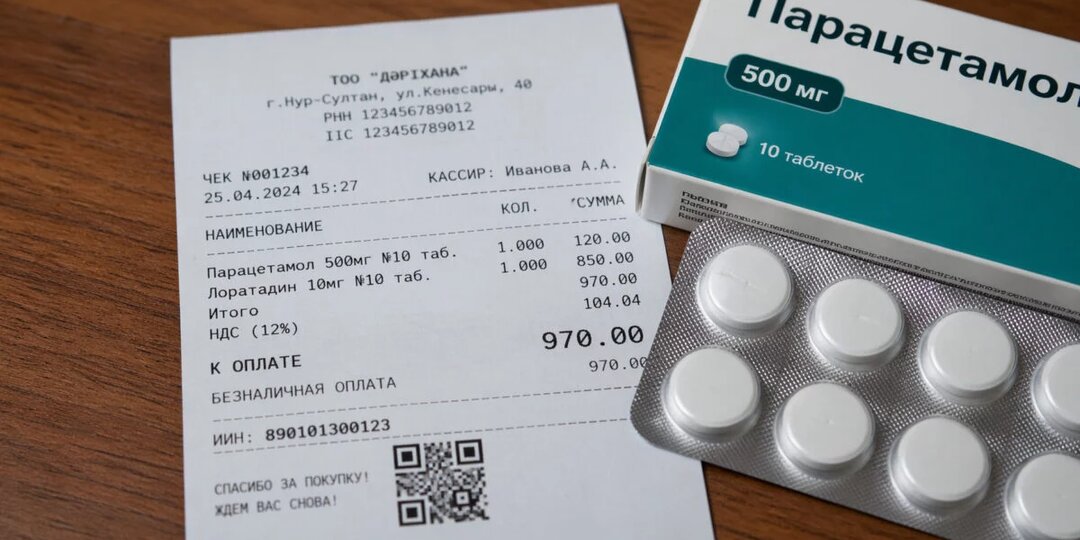 ТОО "ДӘРІХАНА"
г.Нур-Султан, ул.Кенесары, 40
РНН 123456789012
IIC 123456789012
ЧЕК №001234
25.04.2024 15:27
КАССИР: Иванова А.А.
НАИМЕНОВАНИЕ КОЛ. СУММА
Парацетамол 500мг №10 таб. 1.000 120.00
Лоратадин 10мг №10 таб. 1.000 850.00
Итого 970.00
НДС (12%) 104.04
К ОПЛАТЕ 970.00
БЕЗНАЛИЧНАЯ ОПЛАТА 970.00
ИИН: 890101300123
СПАСИБО ЗА ПОКУПКУ!
ЖДЕМ ВАС СНОВА!
Парацетамол
500 мг
10 таблеток